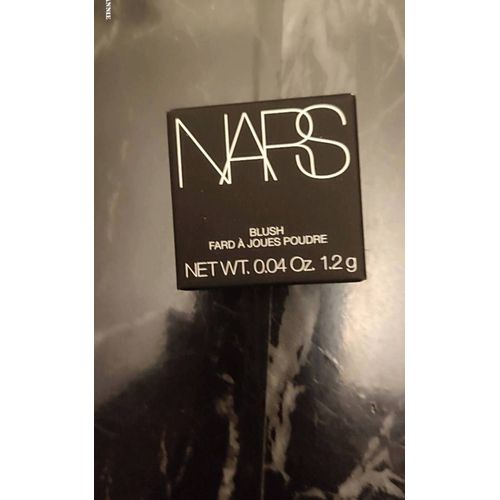 NARS
BLUSH
FARD À JOUES POUDRE
NET WT. 0.04 Oz. 1.2 g